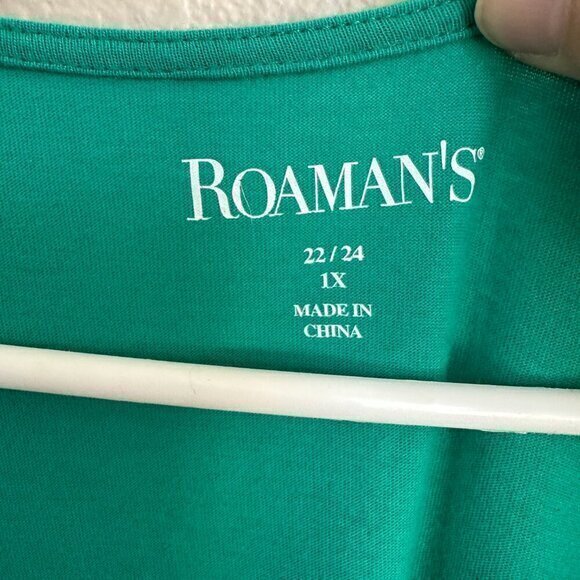 ROAMAN'S®
22 / 24
1X
MADE IN
CHINA